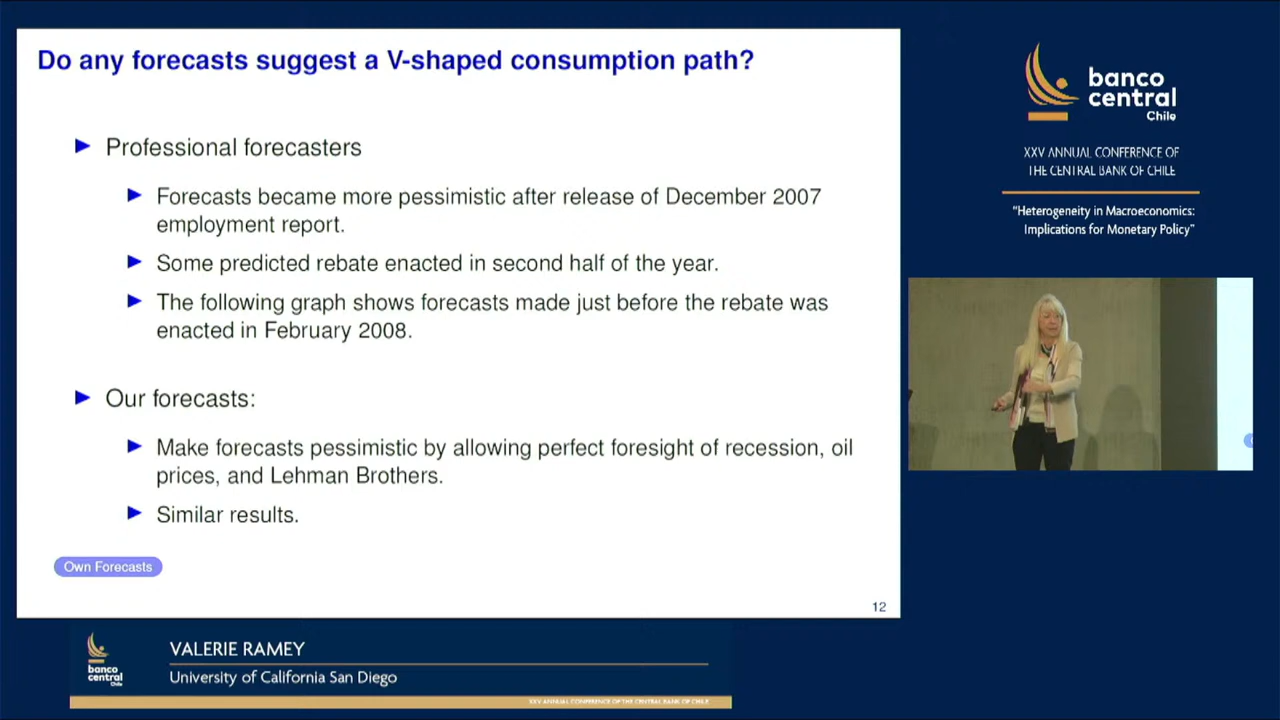 Do any forecasts suggest a V-shaped consumption path?
Professional forecasters
Forecasts became more pessimistic after release of December 2007
employment report.
Some predicted rebate enacted in second half of the year.
The following graph shows forecasts made just before the rebate was
enacted in February 2008.
Our forecasts:
Make forecasts pessimistic by allowing perfect foresight of recession, oil
prices, and Lehman Brothers.
Similar results.
Own Forecasts
12
banco
central
Chile
XXV ANNUAL CONFERENCE OF
THE CENTRAL BANK OF CHILE
“Heterogeneity in Macroeconomics:
Implications for Monetary Policy”
banco
central
Chile
VALERIE RAMEY
University of California San Diego
XXV ANNUAL CONFERENCE OF THE CENTRAL BANK OF CHILE